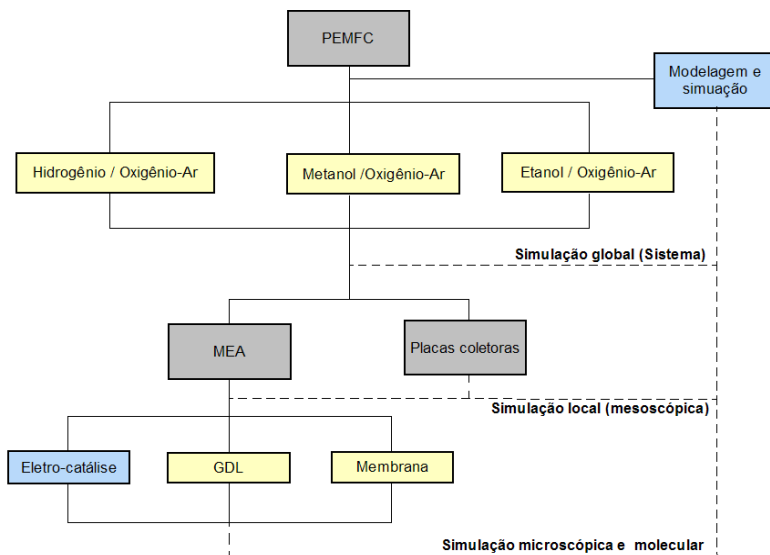 PEMFC
Modelagem e
simuação
Hidrogênio / Oxigênio-Ar
Metanol /Oxigênio-Ar
Etanol / Oxigênio-Ar
Simulação global (Sistema)
MEA
Placas coletoras
Simulação local (mesoscópica)
Eletro-catálise
GDL
Membrana
Simulação microscópica e molecular